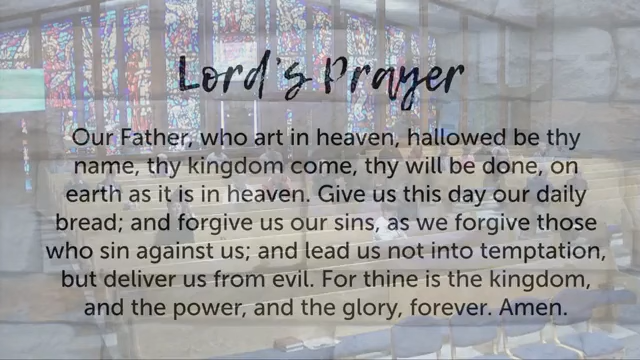 Lord's Prayer
Our Father, who art in heaven, hallowed be thy
name, thy kingdom come, thy will be done, on
earth as it is in heaven. Give us this day our daily
bread; and forgive us our sins, as we forgive those
who sin against us; and lead us not into temptation,
but deliver us from evil. For thine is the kingdom,
and the power, and the glory, forever. Amen.